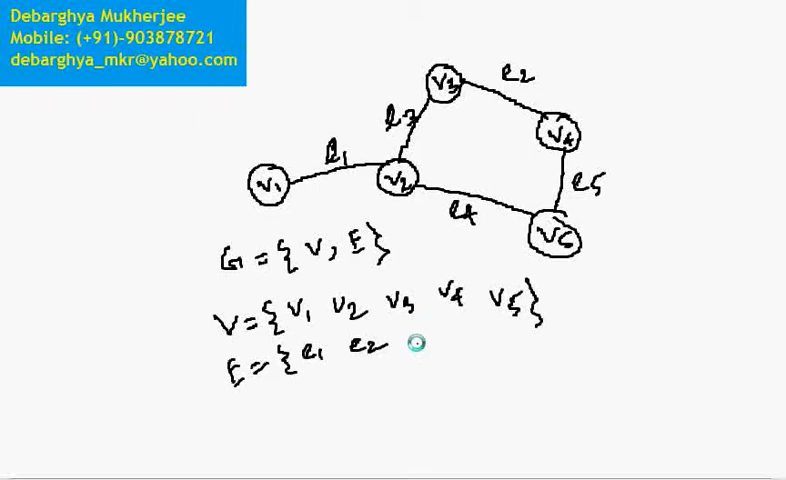 Debarghya Mukherjee
Mobile: (+91)-903878721
debarghya_mkr@yahoo.com
V3
e2
e3
V4
e1
V1
V2
e5
e4
V5
G = { V, E }
V = { V1 V2 V3 V4 V5 }
E = { e1 e2